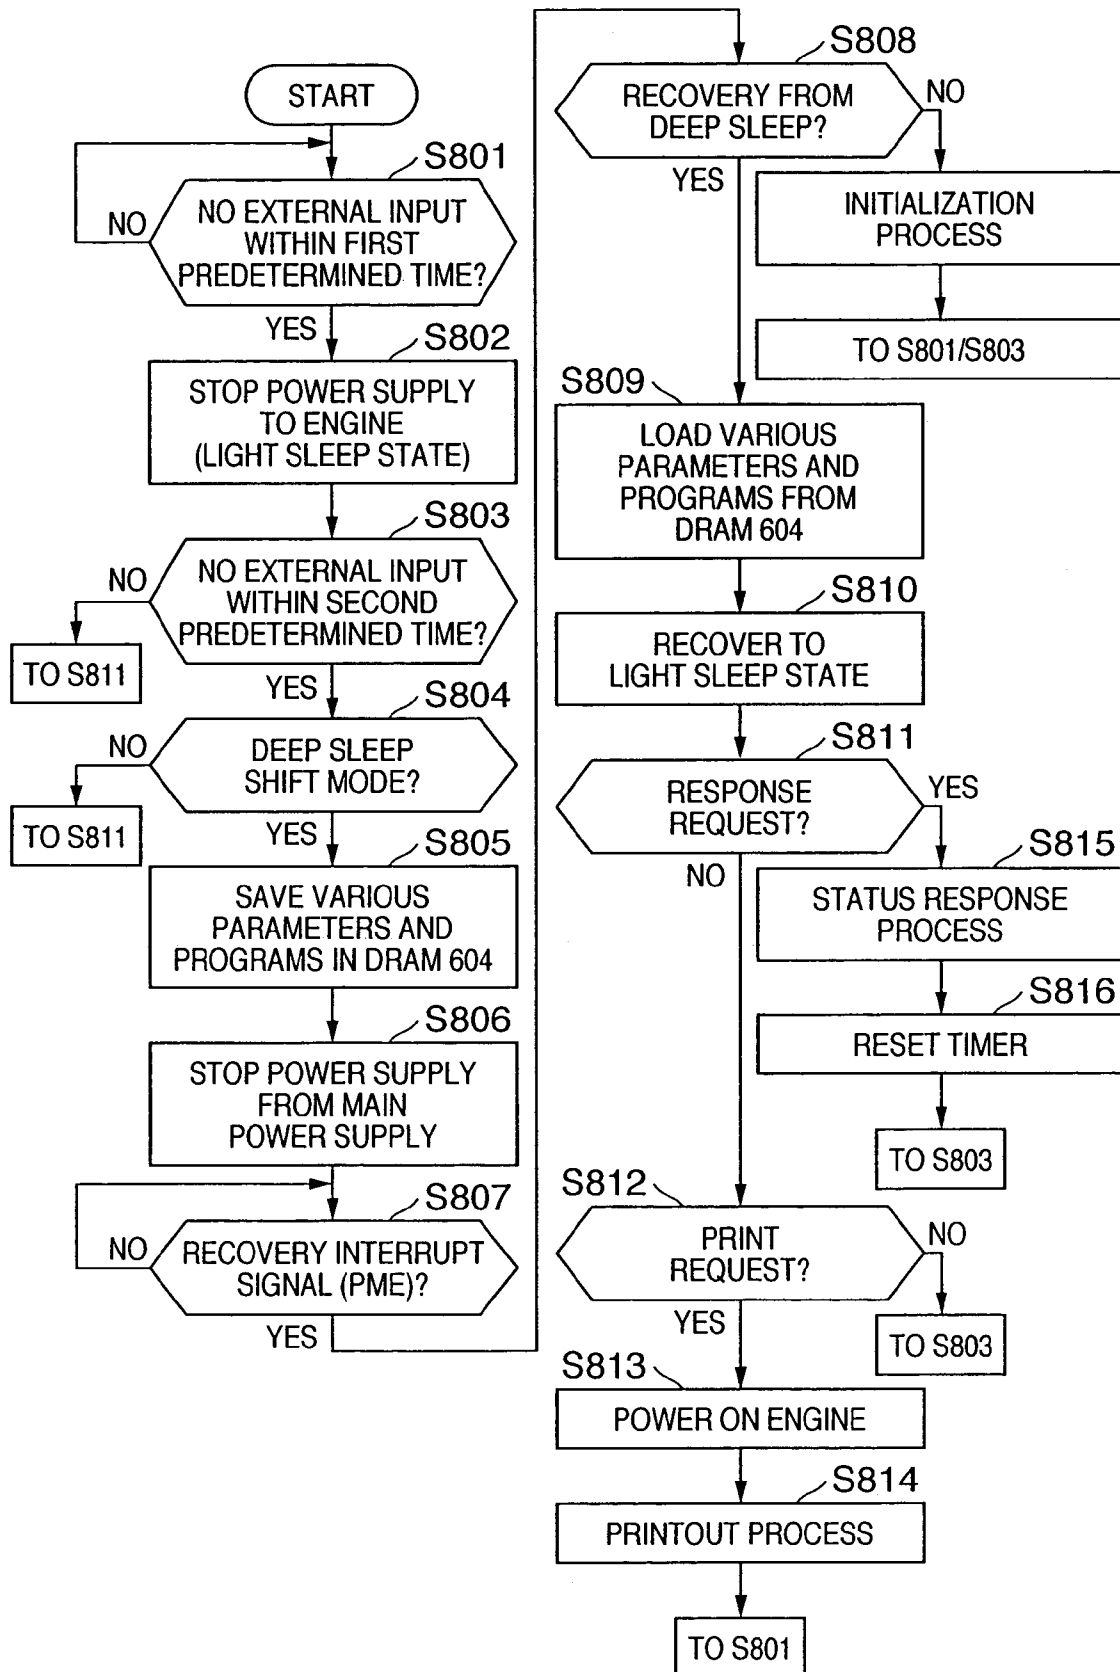 START
S801
NO EXTERNAL INPUT
WITHIN FIRST
PREDETERMINED TIME?
NO
YES
S802
STOP POWER SUPPLY
TO ENGINE
(LIGHT SLEEP STATE)
S803
NO EXTERNAL INPUT
WITHIN SECOND
PREDETERMINED TIME?
NO
TO S811
YES
S804
DEEP SLEEP
SHIFT MODE?
NO
TO S811
YES
S805
SAVE VARIOUS
PARAMETERS AND
PROGRAMS IN DRAM 604
S806
STOP POWER SUPPLY
FROM MAIN
POWER SUPPLY
S807
RECOVERY INTERRUPT
SIGNAL (PME)?
NO
YES
S808
RECOVERY FROM
DEEP SLEEP?
NO
YES
INITIALIZATION
PROCESS
TO S801/S803
S809
LOAD VARIOUS
PARAMETERS AND
PROGRAMS FROM
DRAM 604
S810
RECOVER TO
LIGHT SLEEP STATE
S811
RESPONSE
REQUEST?
YES
NO
S815
STATUS RESPONSE
PROCESS
S816
RESET TIMER
TO S803
S812
PRINT
REQUEST?
NO
YES
TO S803
S813
POWER ON ENGINE
S814
PRINTOUT PROCESS
TO S801